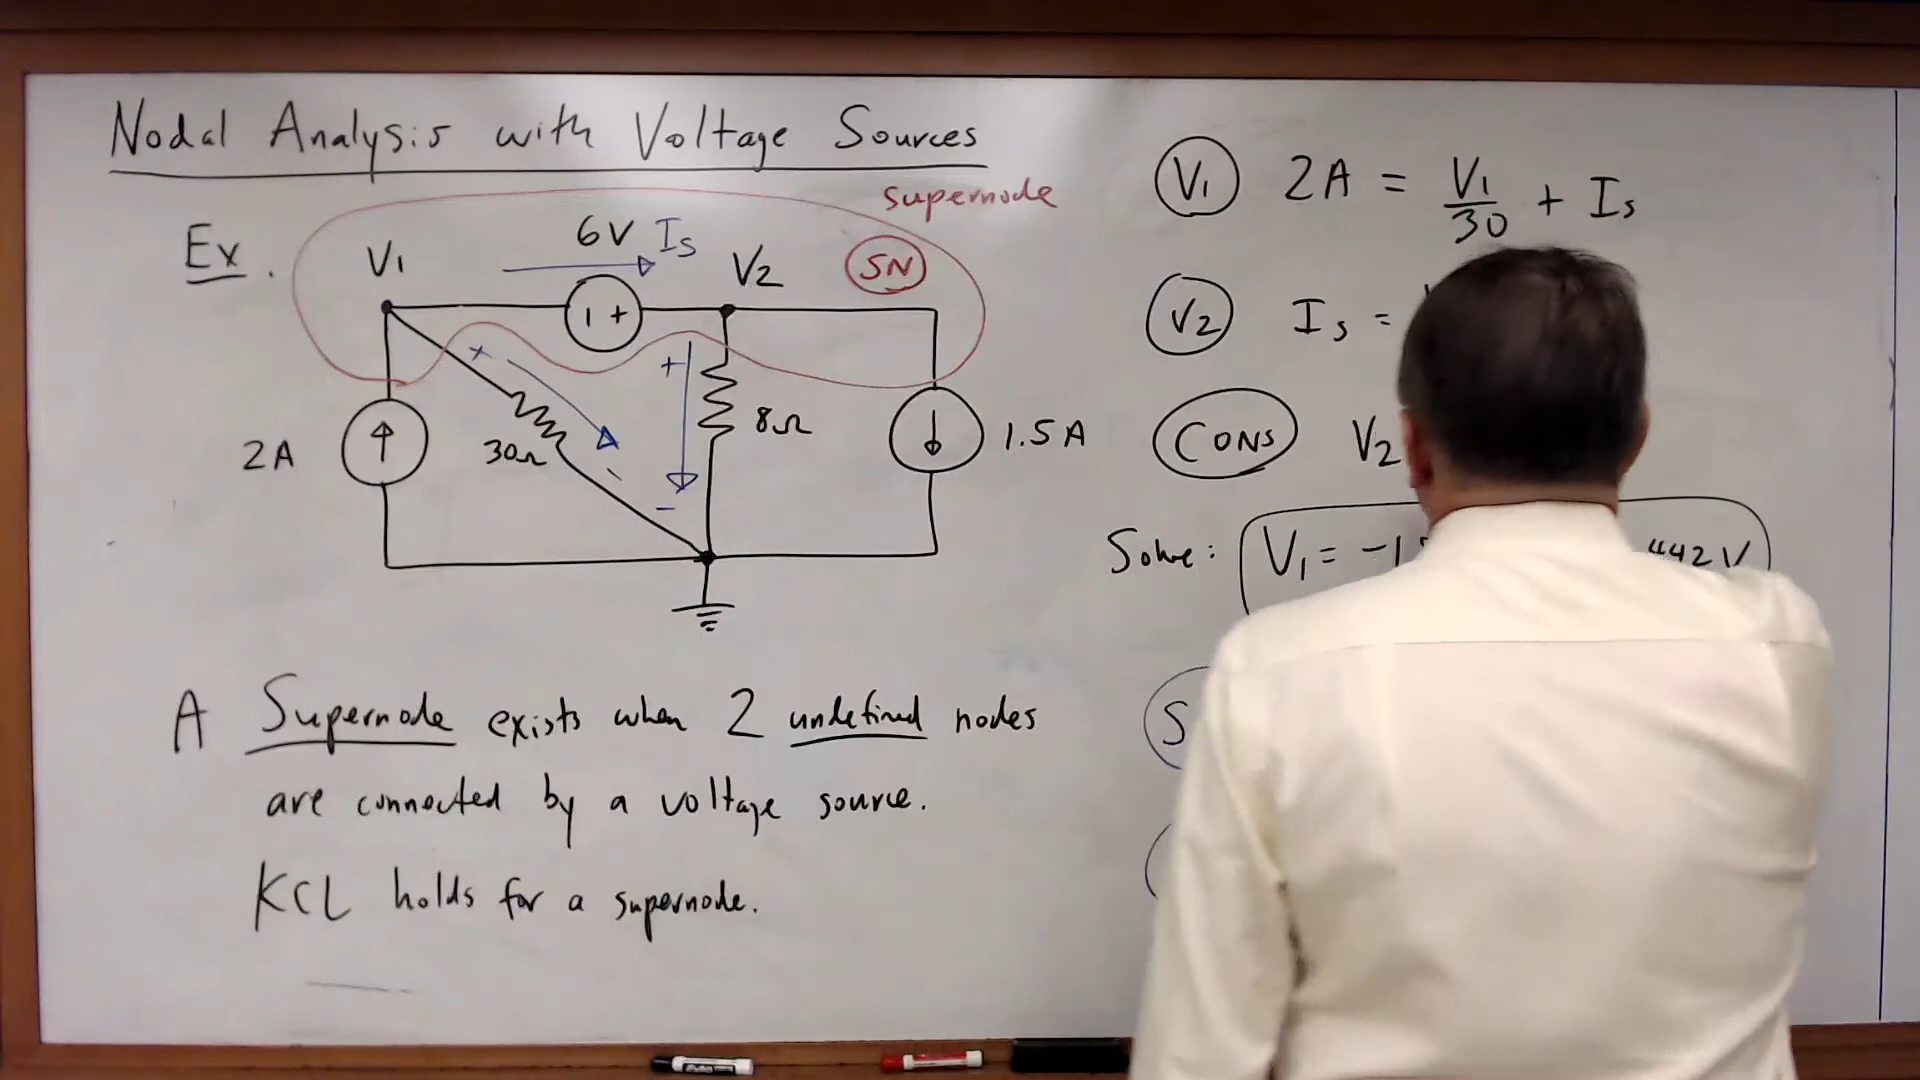 Nodal Analysis with Voltage Sources
supernode
Ex.
V1
6V Is
V2
SN
+
+
+
-
-
2A
30Ω
8Ω
1.5A
A Supernode exists when 2 undefined nodes
are connected by a voltage source.
KCL holds for a supernode.
V1 2A = V1/30 + Is
V2 Is =
CONS V2
Solve: V1 = -1 442V
S